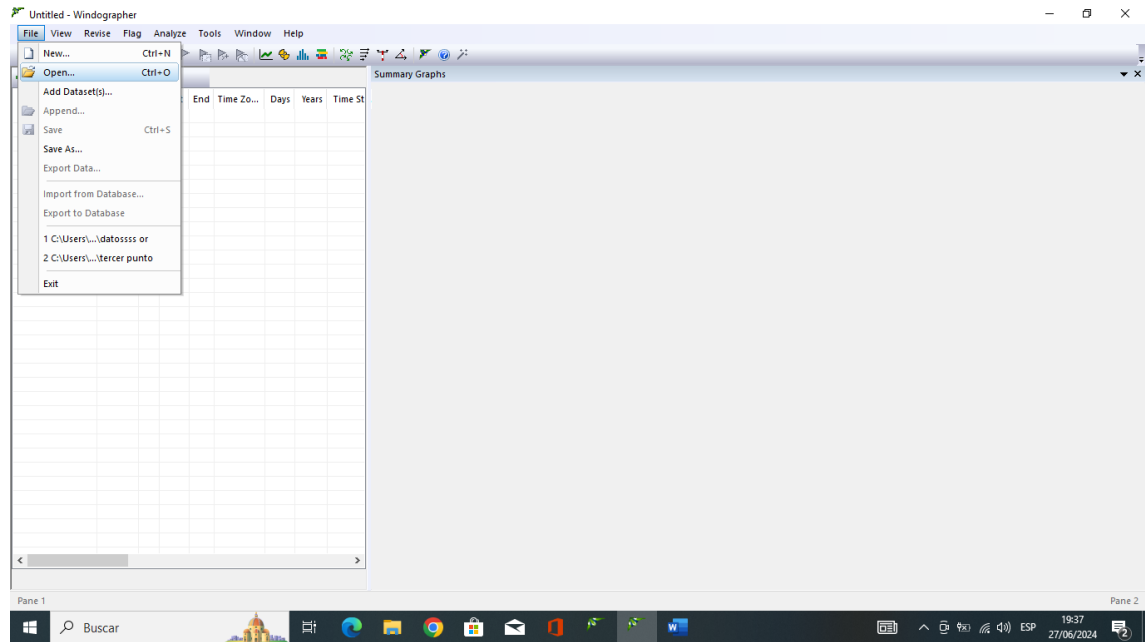 Untitled - Windographer
File View Revise Flag Analyze Tools Window Help
New... Ctrl+N
Open... Ctrl+O
Add Dataset(s)...
Append...
Save Ctrl+S
Save As...
Export Data...
Import from Database...
Export to Database
1 C:\Users\...\datossss or
2 C:\Users\...\tercer punto
Exit
End Time Zo... Days Years Time St
Summary Graphs
Pane 1
Pane 2
Buscar
ESP
19:37
27/06/2024